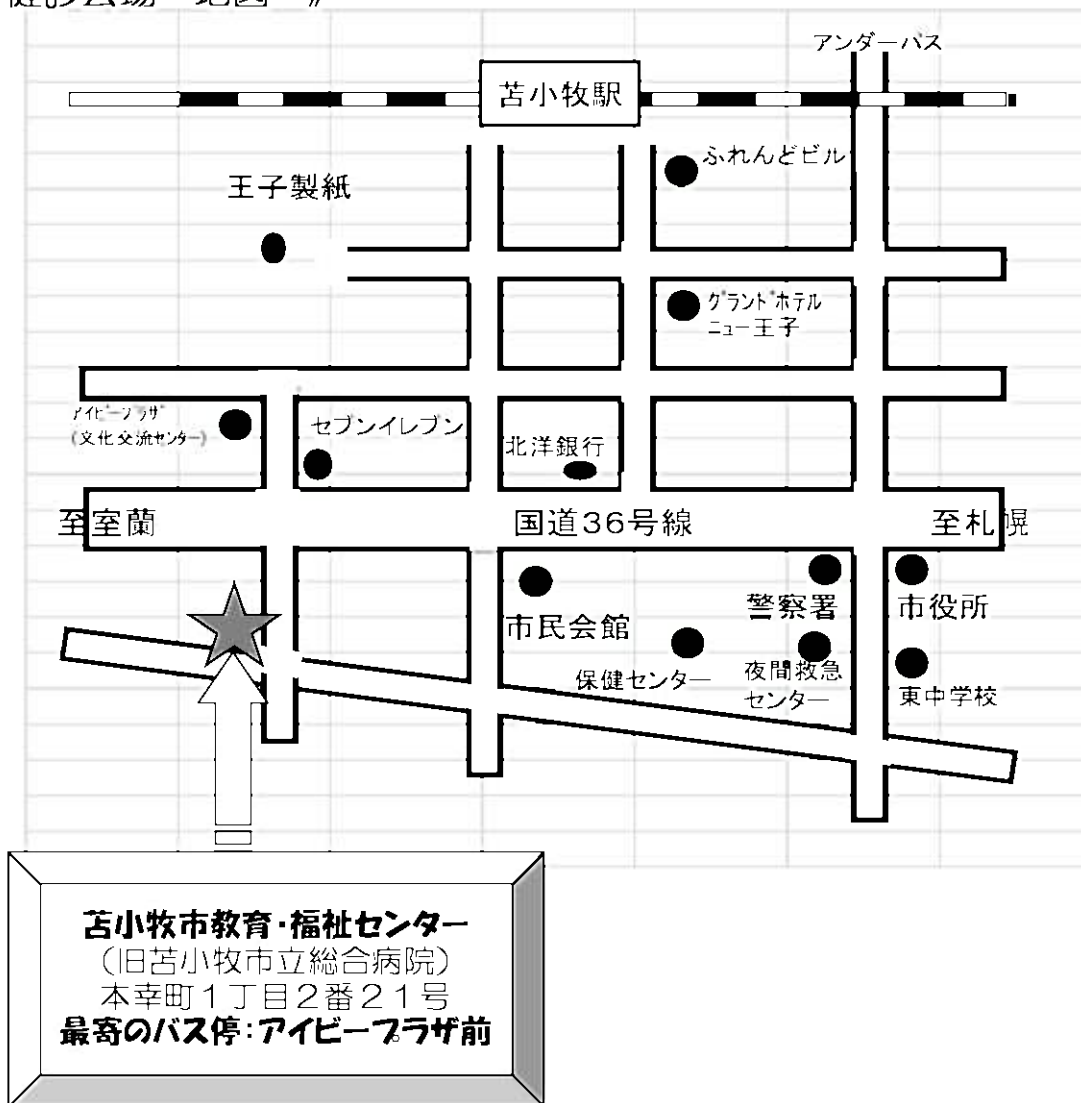 健診会場 地図 》
アンダーパス
苫小牧駅
ふれんどビル
王子製紙
グランドホテル
ニュー王子
アイビープラザ
(文化交流センター)
セブンイレブン
北洋銀行
至室蘭
国道36号線
至札幌
市民会館
警察署
市役所
保健センター
夜間救急
センター
東中学校
苫小牧市教育・福祉センター
(旧苫小牧市立総合病院)
本幸町1丁目2番21号
最寄のバス停:アイビープラザ前